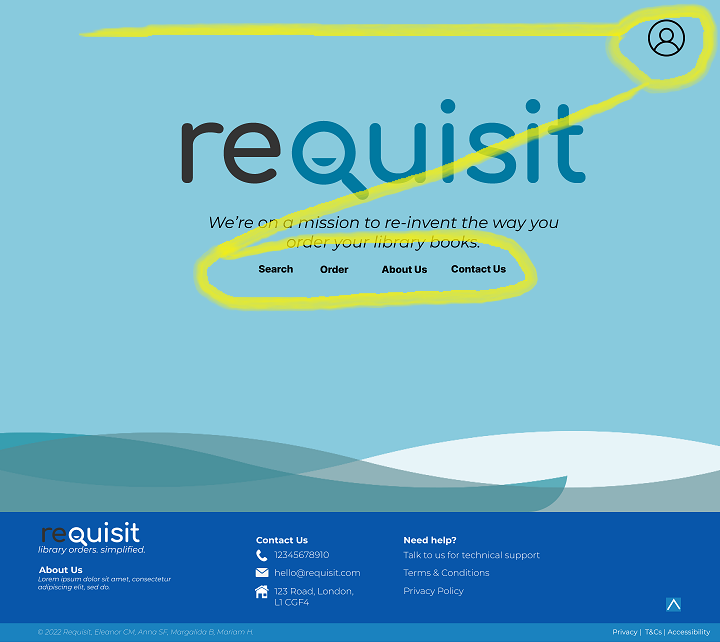 requisit
We're on a mission to re-invent the way you
order your library books.
Search Order About Us Contact Us
requisit
library orders. simplified.
About Us
Lorem ipsum dolor sit amet, consectetur
adipiscing elit, sed do.
Contact Us
12345678910
hello@requisit.com
123 Road, London,
L1 CGF4
Need help?
Talk to us for technical support
Terms & Conditions
Privacy Policy
© 2022 Requisit, Eleanor CM, Anna SF, Margarida B, Mariam H.
Privacy | T&Cs | Accessibility